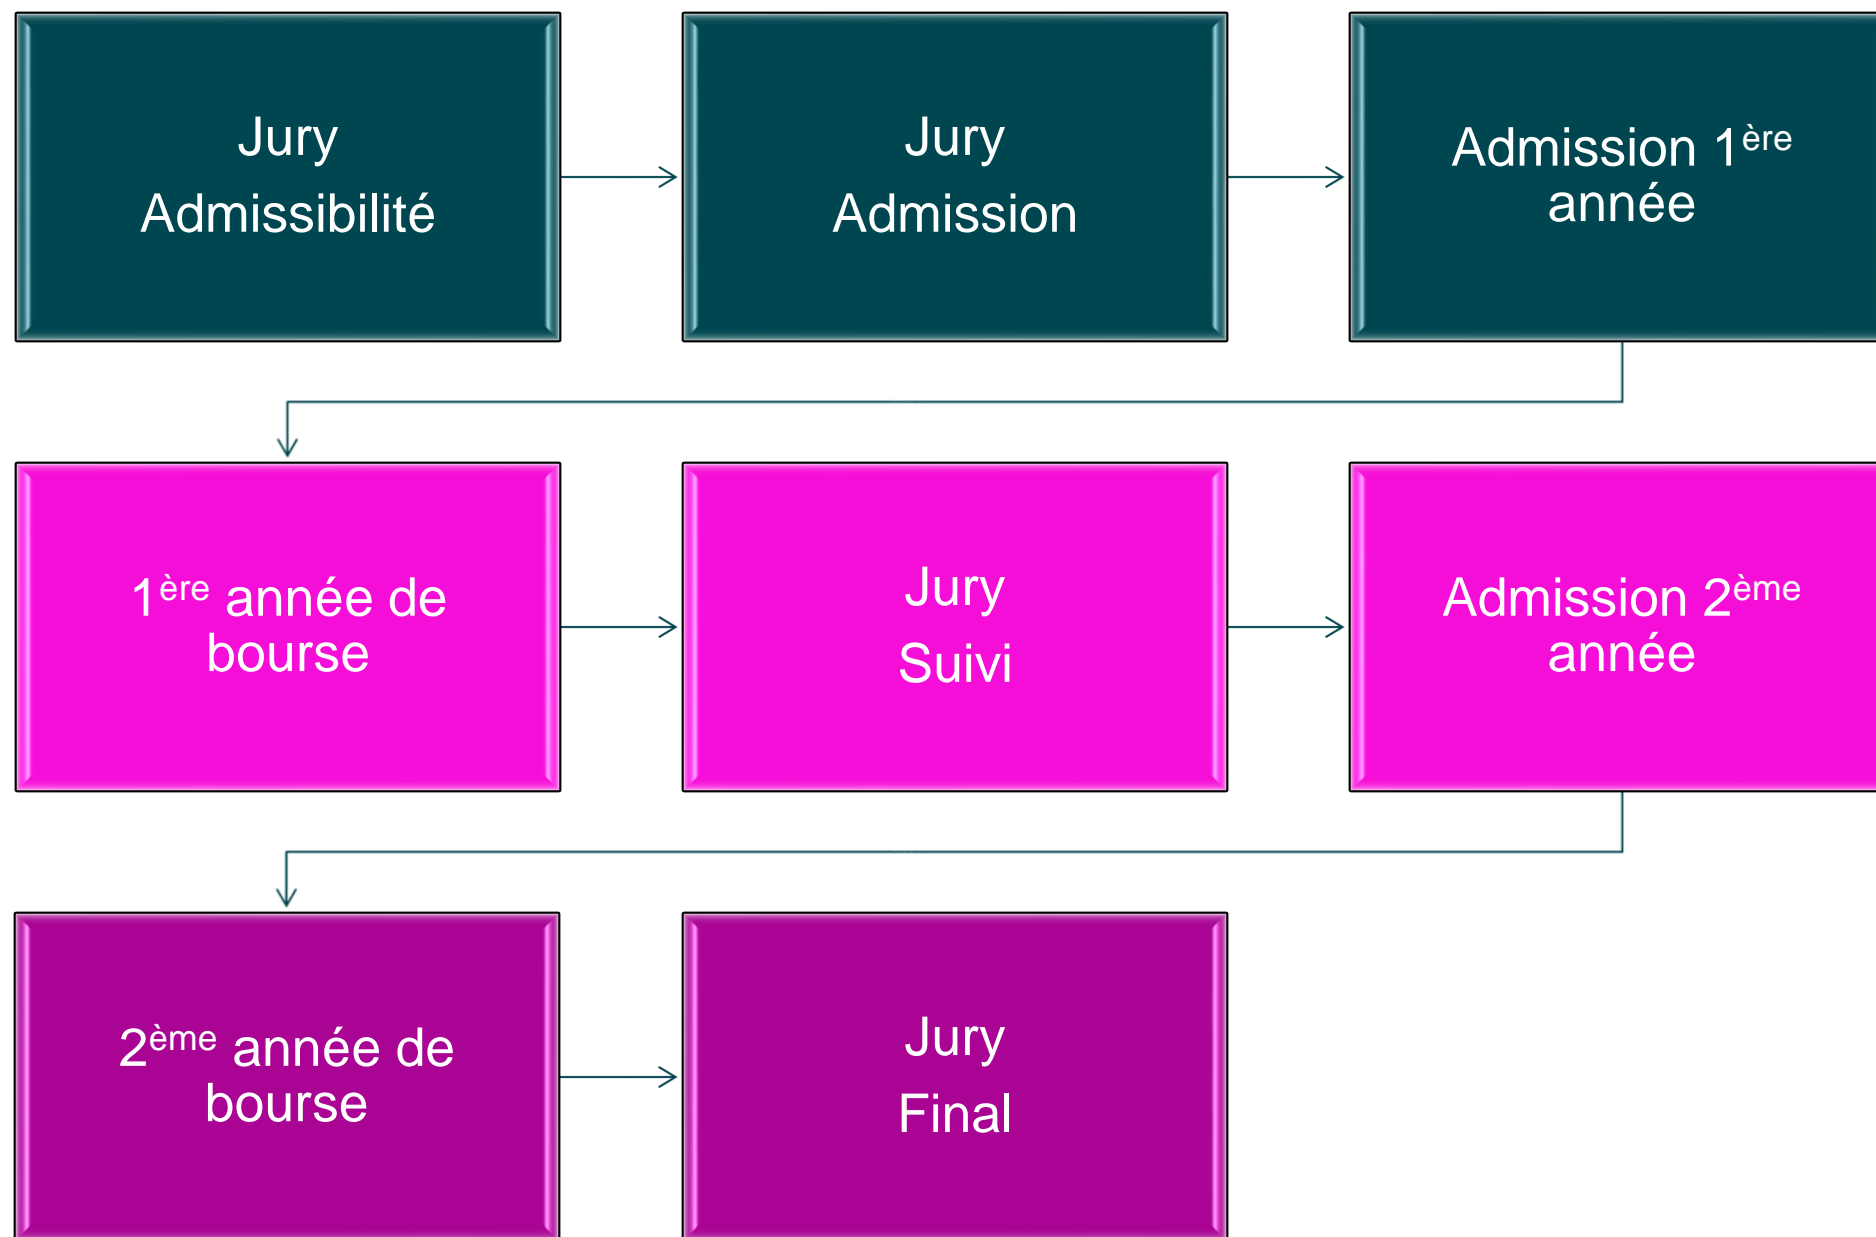 Jury
Admissibilité
Jury
Admission
Admission 1ère
année
1ère année de
bourse
Jury
Suivi
Admission 2ème
année
2ème année de
bourse
Jury
Final